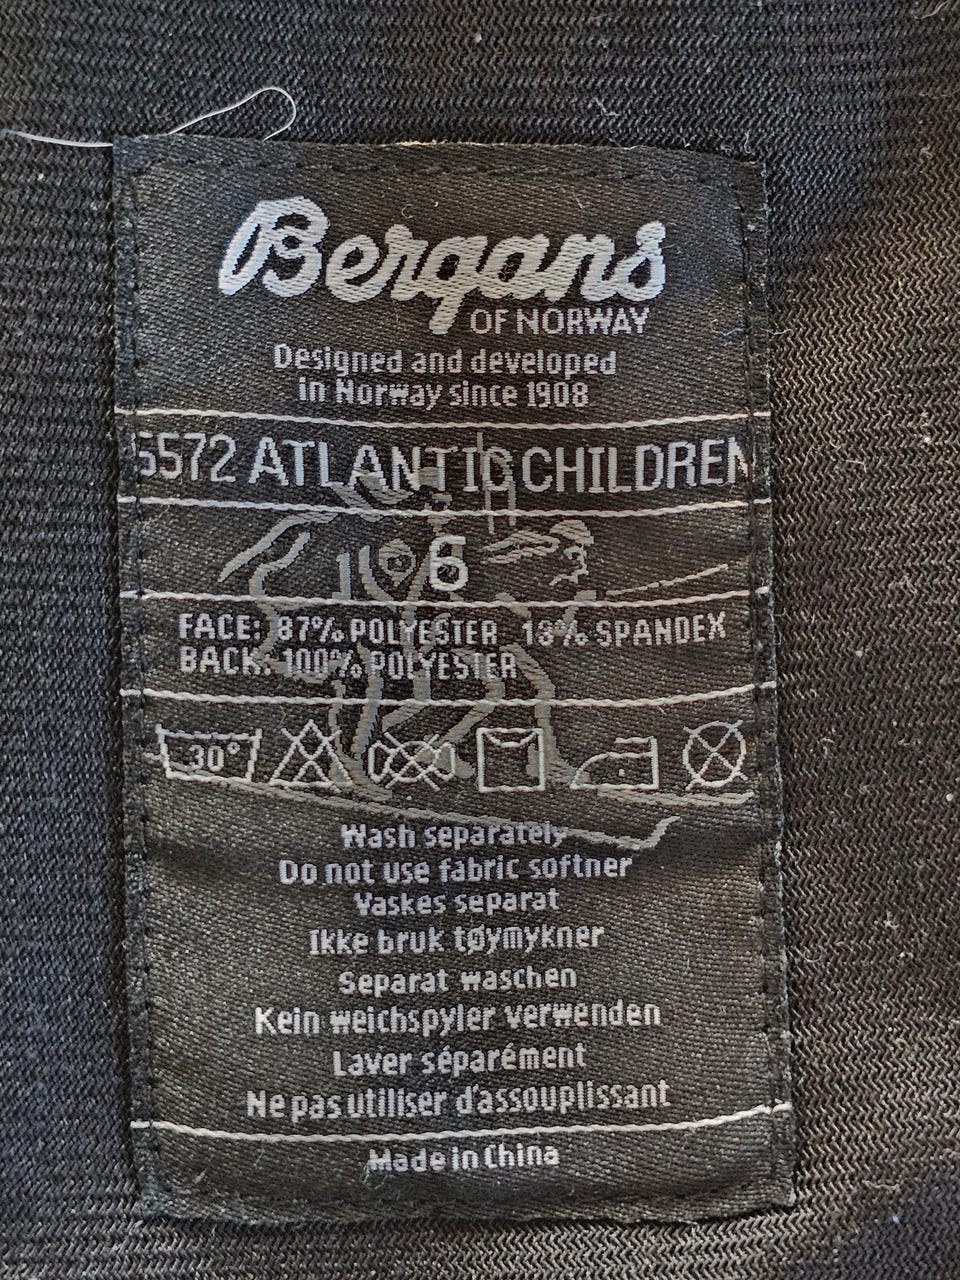 Bergans
OF NORWAY
Designed and developed
in Norway since 1908
5572 ATLANTIC CHILDREN
6
FACE: 87% POLYESTER 13% SPANDEX
BACK: 100% POLYESTER
30°
Wash separately
Do not use fabric softner
Vaskes separat
Ikke bruk tøymykner
Separat waschen
Kein weichspyler verwenden
Laver séparément
Ne pas utiliser d'assouplissant
Made in China